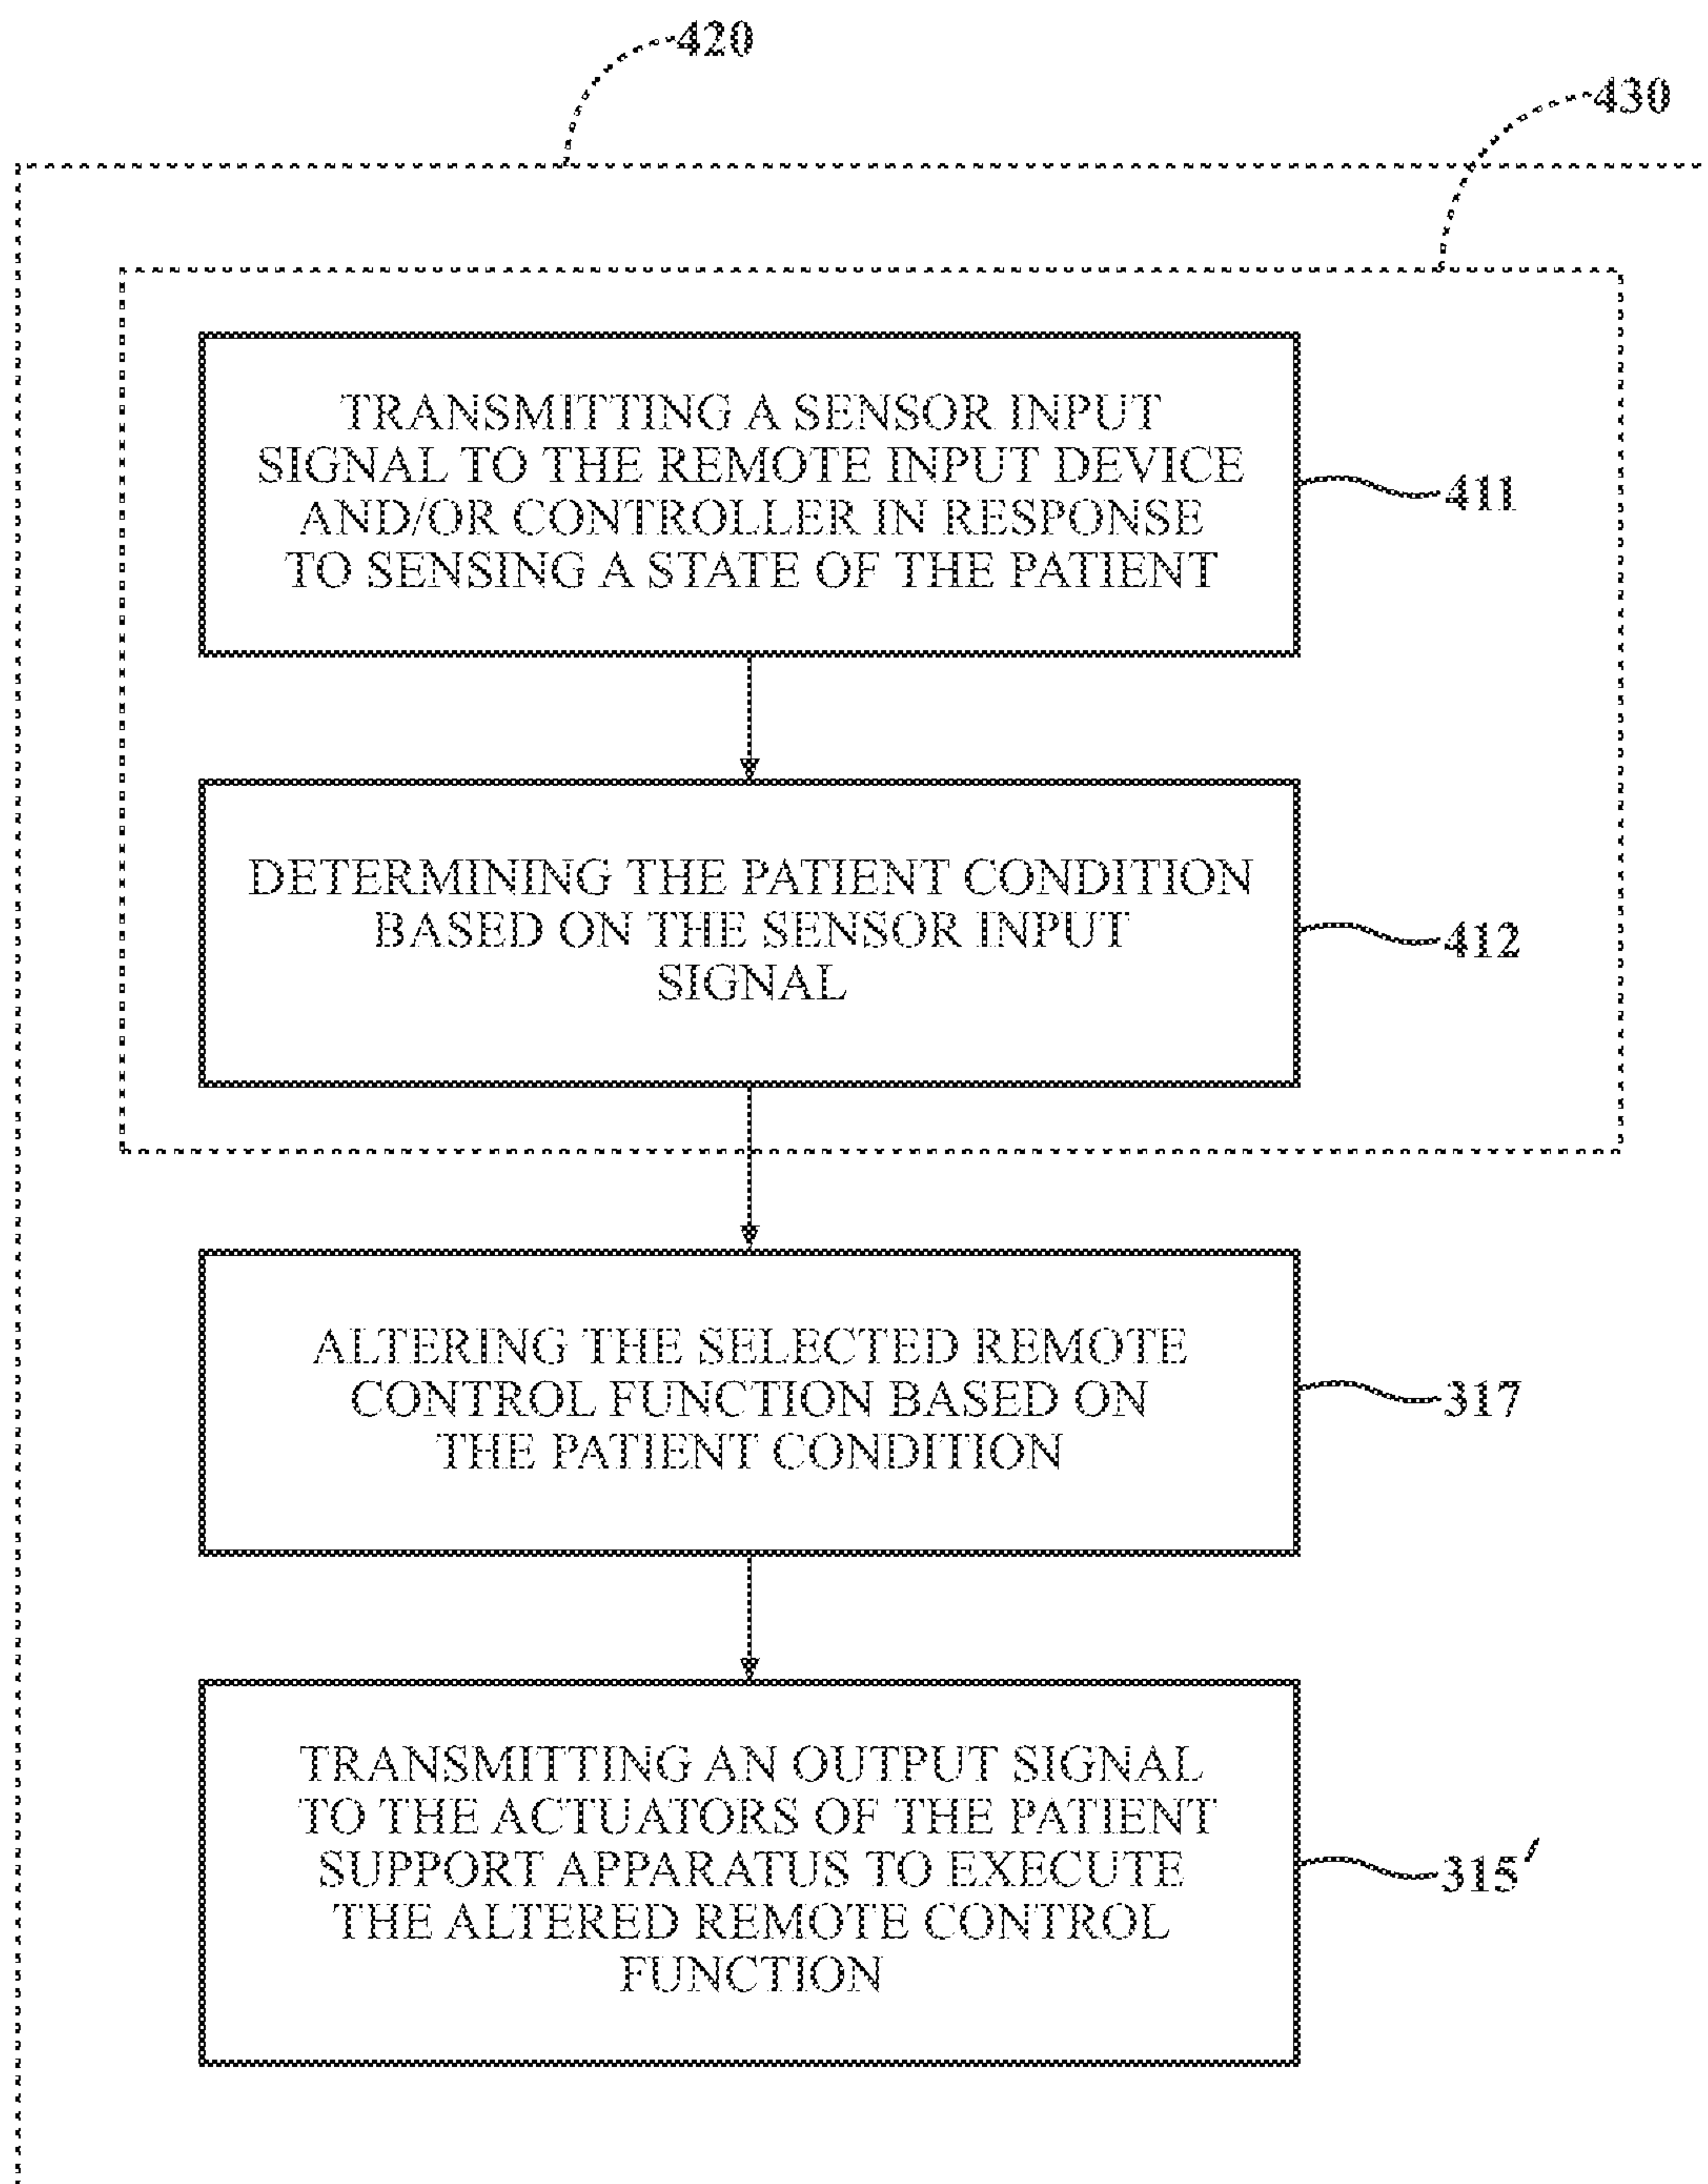 420
430
TRANSMITTING A SENSOR INPUT
SIGNAL TO THE REMOTE INPUT DEVICE
AND/OR CONTROLLER IN RESPONSE
TO SENSING A STATE OF THE PATIENT
411
DETERMINING THE PATIENT CONDITION
BASED ON THE SENSOR INPUT
SIGNAL
412
ALTERING THE SELECTED REMOTE
CONTROL FUNCTION BASED ON
THE PATIENT CONDITION
317
TRANSMITTING AN OUTPUT SIGNAL
TO THE ACTUATORS OF THE PATIENT
SUPPORT APPARATUS TO EXECUTE
THE ALTERED REMOTE CONTROL
FUNCTION
315'